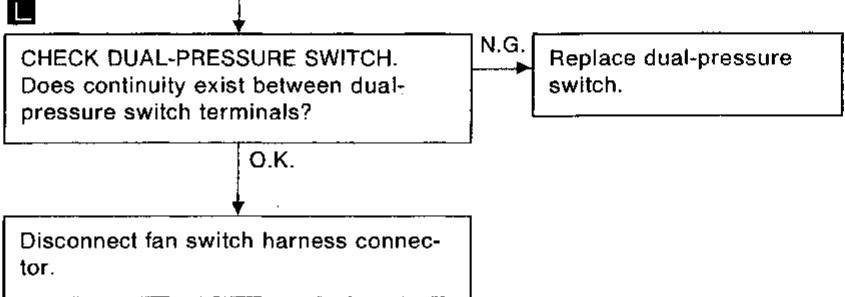 L
CHECK DUAL-PRESSURE SWITCH.
Does continuity exist between dual-
pressure switch terminals?
N.G.
Replace dual-pressure
switch.
O.K.
Disconnect fan switch harness connec-
tor.